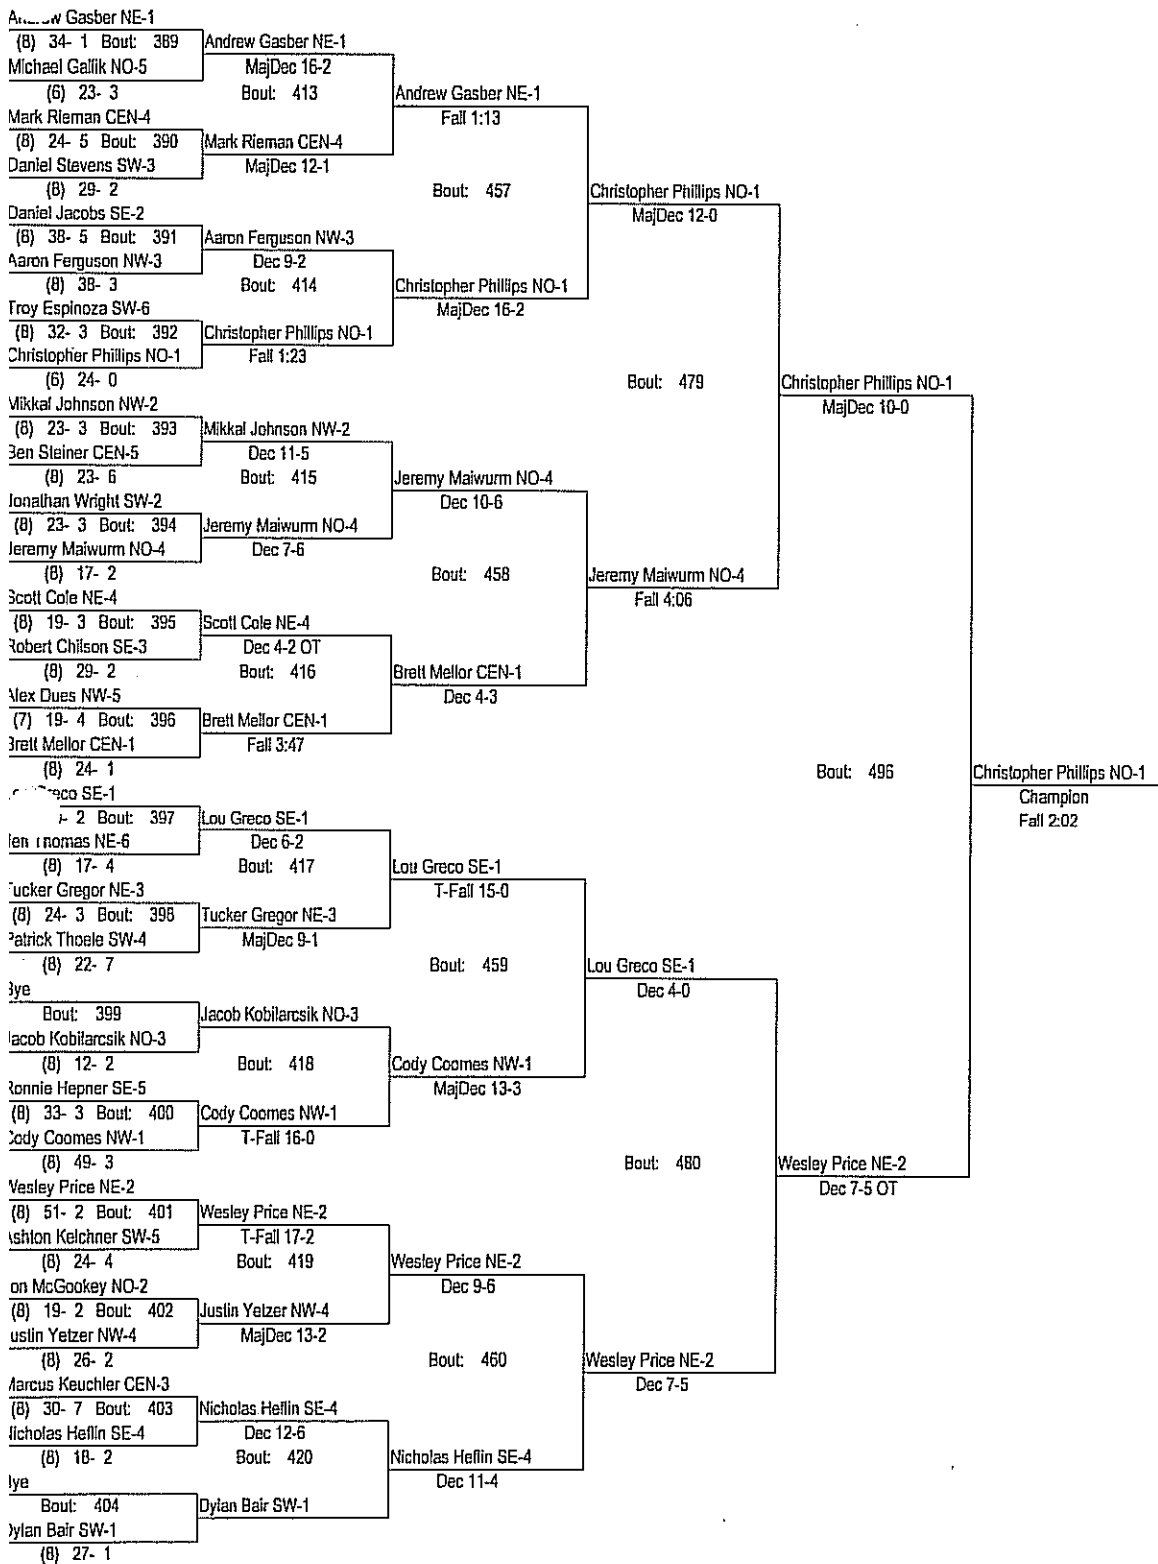 Gasber NE-1
(8) 34- 1 Bout: 389
Michael Gallik NO-5
(6) 23- 3
Mark Rieman CEN-4
(8) 24- 5 Bout: 390
Daniel Stevens SW-3
(8) 29- 2
Daniel Jacobs SE-2
(8) 38- 5 Bout: 391
Aaron Ferguson NW-3
(8) 38- 3
Troy Espinoza SW-6
(8) 32- 3 Bout: 392
Christopher Phillips NO-1
(6) 24- 0
Mikkal Johnson NW-2
(8) 23- 3 Bout: 393
Ben Steiner CEN-5
(8) 23- 6
Jonathan Wright SW-2
(8) 23- 3 Bout: 394
Jeremy Maiwurm NO-4
(8) 17- 2
Scott Cole NE-4
(8) 19- 3 Bout: 395
Robert Chilson SE-3
(8) 29- 2
Alex Dues NW-5
(7) 19- 4 Bout: 396
Brett Mellor CEN-1
(8) 24- 1
Greco SE-1
2 Bout: 397
Thomas NE-6
(8) 17- 4
Tucker Gregor NE-3
(8) 24- 3 Bout: 398
Patrick Thoele SW-4
(8) 22- 7
Bye
Bout: 399
Jacob Kobilarcsik NO-3
(8) 12- 2
Ronnie Hepner SE-5
(8) 33- 3 Bout: 400
Cody Coomes NW-1
(8) 49- 3
Wesley Price NE-2
(8) 51- 2 Bout: 401
Ashton Kelchner SW-5
(8) 24- 4
on McGookey NO-2
(8) 19- 2 Bout: 402
ustin Yetzer NW-4
(8) 26- 2
Marcus Keuchler CEN-3
(8) 30- 7 Bout: 403
Nicholas Heflin SE-4
(8) 18- 2
Bye
Bout: 404
Dylan Bair SW-1
(8) 27- 1
Andrew Gasber NE-1
MajDec 16-2
Bout: 413
Mark Rieman CEN-4
MajDec 12-1
Aaron Ferguson NW-3
Dec 9-2
Bout: 414
Christopher Phillips NO-1
Fall 1:23
Mikkal Johnson NW-2
Dec 11-5
Bout: 415
Jeremy Maiwurm NO-4
Dec 7-6
Scott Cole NE-4
Dec 4-2 OT
Bout: 416
Brett Mellor CEN-1
Fall 3:47
Lou Greco SE-1
Dec 6-2
Bout: 417
Tucker Gregor NE-3
MajDec 9-1
Jacob Kobilarcsik NO-3
Bout: 418
Cody Coomes NW-1
T-Fall 16-0
Wesley Price NE-2
T-Fall 17-2
Bout: 419
Justin Yetzer NW-4
MajDec 13-2
Nicholas Heflin SE-4
Dec 12-6
Bout: 420
Dylan Bair SW-1
Andrew Gasber NE-1
Fall 1:13
Bout: 457
Christopher Phillips NO-1
MajDec 16-2
Jeremy Maiwurm NO-4
Dec 10-6
Bout: 458
Brett Mellor CEN-1
Dec 4-3
Lou Greco SE-1
T-Fall 15-0
Bout: 459
Cody Coomes NW-1
MajDec 13-3
Wesley Price NE-2
Dec 9-6
Bout: 460
Nicholas Heflin SE-4
Dec 11-4
Christopher Phillips NO-1
MajDec 12-0
Bout: 479
Jeremy Maiwurm NO-4
Fall 4:06
Lou Greco SE-1
Dec 4-0
Bout: 480
Wesley Price NE-2
Dec 7-5
Christopher Phillips NO-1
MajDec 10-0
Bout: 496
Wesley Price NE-2
Dec 7-5 OT
Christopher Phillips NO-1
Champion
Fall 2:02